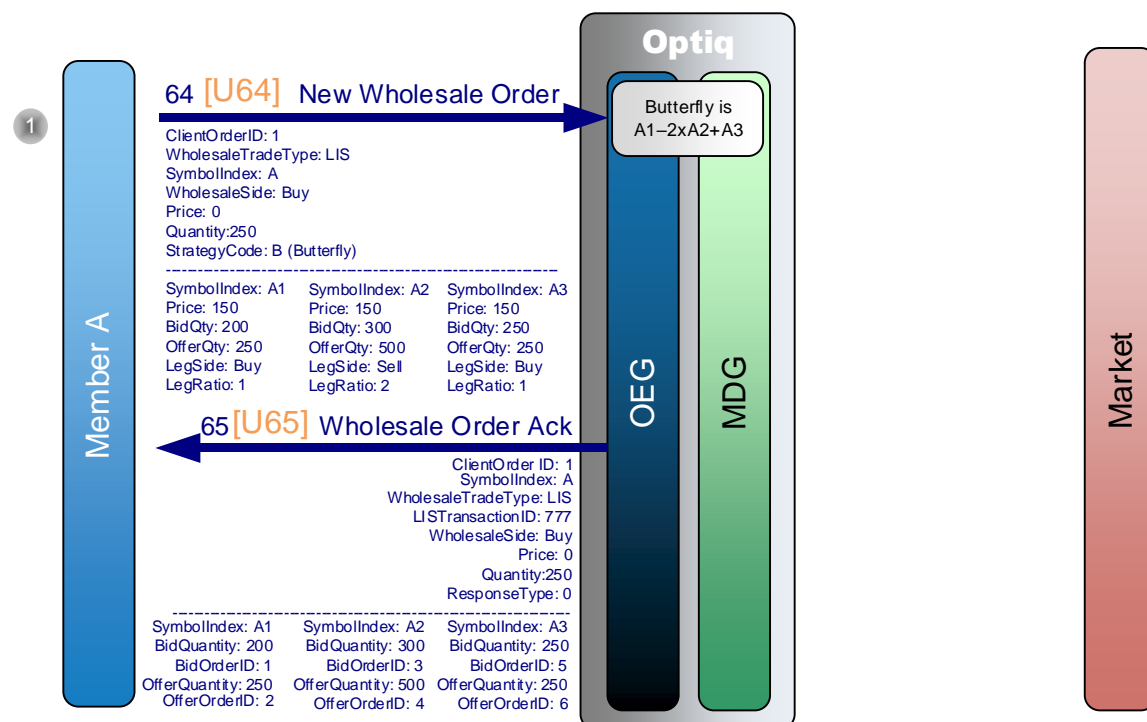 Optiq
64 [U64] New Wholesale Order
Butterfly is
A1–2xA2+A3
1
ClientOrderID: 1
WholesaleTradeType: LIS
SymbolIndex: A
WholesaleSide: Buy
Price: 0
Quantity:250
StrategyCode: B (Butterfly)
----------------------------------------------------------------
SymbolIndex: A1 SymbolIndex: A2 SymbolIndex: A3
Price: 150 Price: 150 Price: 150
BidQty: 200 BidQty: 300 BidQty: 250
OfferQty: 250 OfferQty: 500 OfferQty: 250
LegSide: Buy LegSide: Sell LegSide: Buy
LegRatio: 1 LegRatio: 2 LegRatio: 1
Member A
OEG
MDG
Market
65 [U65] Wholesale Order Ack
ClientOrder ID: 1
SymbolIndex: A
WholesaleTradeType: LIS
LISTransactionID: 777
WholesaleSide: Buy
Price: 0
Quantity:250
ResponseType: 0
----------------------------------------------------------------
SymbolIndex: A1 SymbolIndex: A2 SymbolIndex: A3
BidQuantity: 200 BidQuantity: 300 BidQuantity: 250
BidOrderID: 1 BidOrderID: 3 BidOrderID: 5
OfferQuantity: 250 OfferQuantity: 500 OfferQuantity: 250
OfferOrderID: 2 OfferOrderID: 4 OfferOrderID: 6